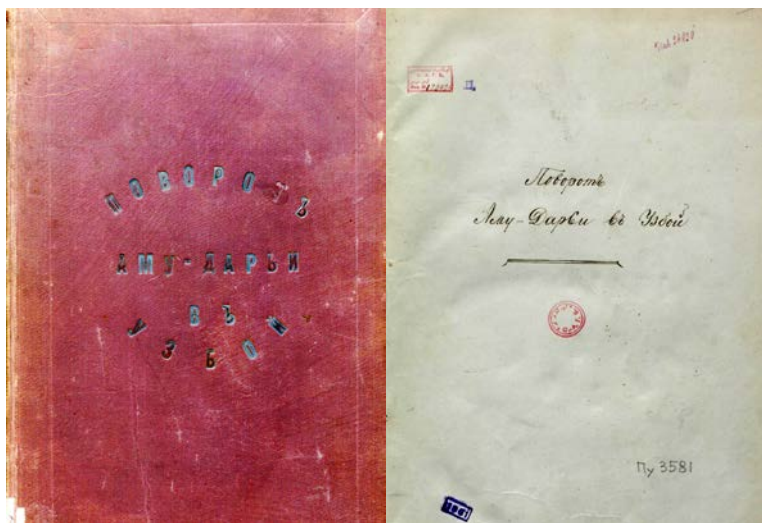 ПОВОРОТЪ
АМУ-ДАРЬИ
ВЪ
УЗБОЙ
Поворотъ
Аму-Дарьи въ Узбой
Пу 3581